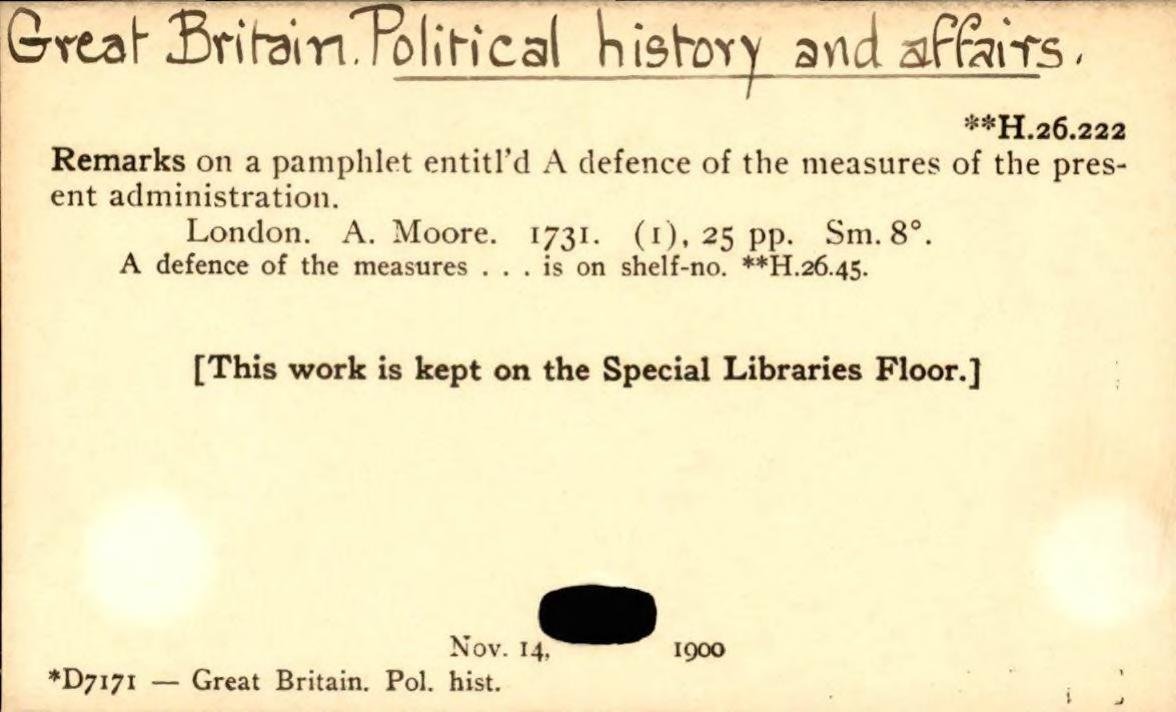 Great Britain. Political history and affairs.
**H.26.222
Remarks on a pamphlet entitl'd A defence of the measures of the pres-
ent administration.
London. A. Moore. 1731. (1), 25 pp. Sm. 8°.
A defence of the measures . . . is on shelf-no. **H.26.45.
[This work is kept on the Special Libraries Floor.]
Nov. 14, 1900
*D7171 — Great Britain. Pol. hist.